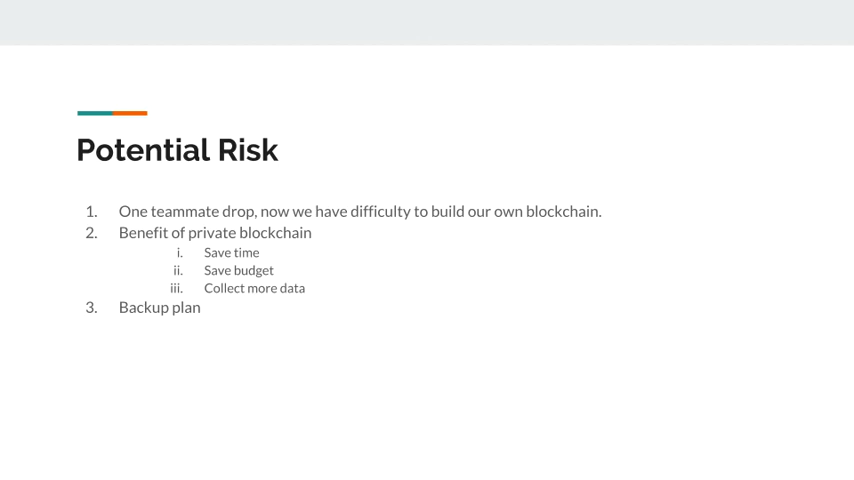 Potential Risk
1. One teammate drop, now we have difficulty to build our own blockchain.
2. Benefit of private blockchain
i. Save time
ii. Save budget
iii. Collect more data
3. Backup plan